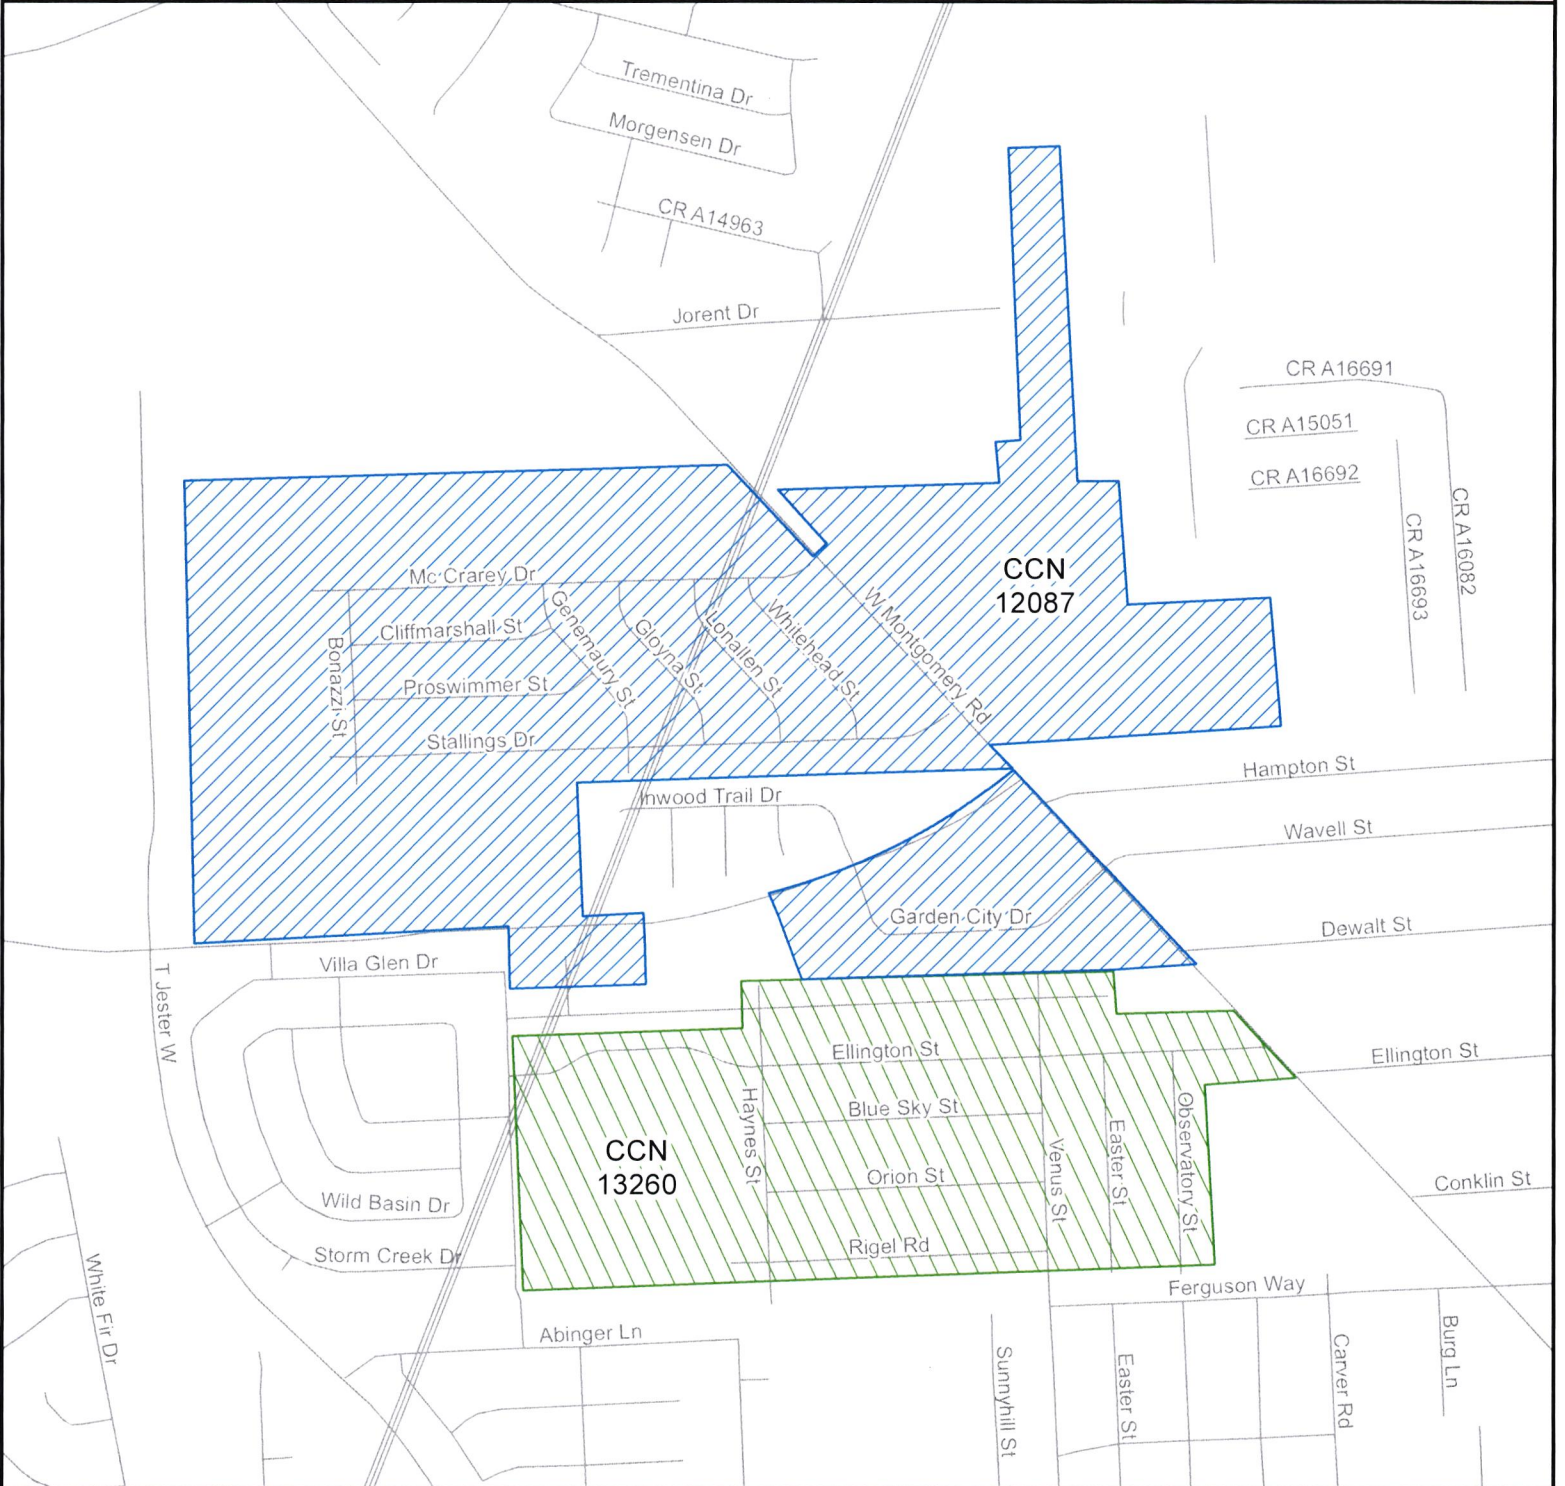 Trementina Dr
Morgensen Dr
CR A14963
Jorent Dr
CR A16691
CR A15051
CR A16692
CR A16693
CR A16082
CCN
12087
Mc Crarey Dr
Cliffmarshall St
Bonazzi St
Genemaury St
Gloyna St
Lonallen St
Whitehead St
W Montgomery Rd
Proswimmer St
Stallings Dr
Hampton St
Inwood Trail Dr
Wavell St
Garden City Dr
Dewalt St
Villa Glen Dr
T Jester W
Ellington St
Ellington St
Haynes St
Blue Sky St
Venus St
Easter St
Observatory St
CCN
13260
Orion St
Conklin St
Wild Basin Dr
Rigel Rd
Storm Creek Dr
White Fir Dr
Ferguson Way
Abinger Ln
Sunnyhill St
Easter St
Carver Rd
Burg Ln